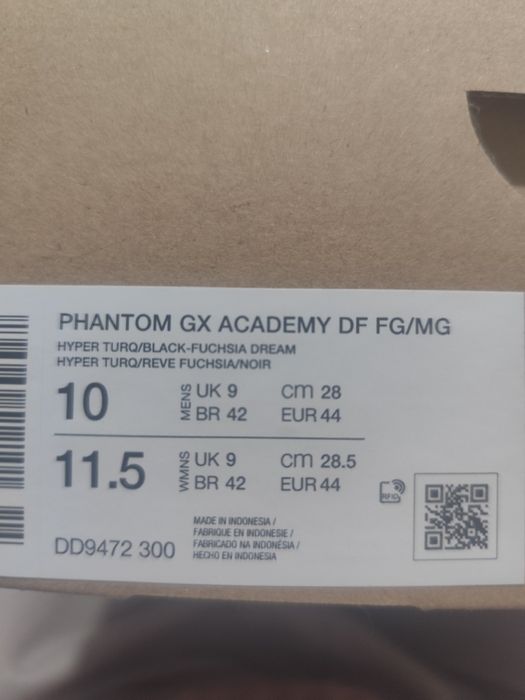 PHANTOM GX ACADEMY DF FG/MG
HYPER TURQ/BLACK-FUCHSIA DREAM
HYPER TURQ/REVE FUCHSIA/NOIR
10 MENS UK 9 CM 28
BR 42 EUR 44
11.5 WMNS UK 9 CM 28.5
BR 42 EUR 44
RFID
MADE IN INDONESIA /
FABRIQUE EN INDONESIE /
FABRICADO NA INDONÉSIA /
HECHO EN INDONESIA
DD9472 300